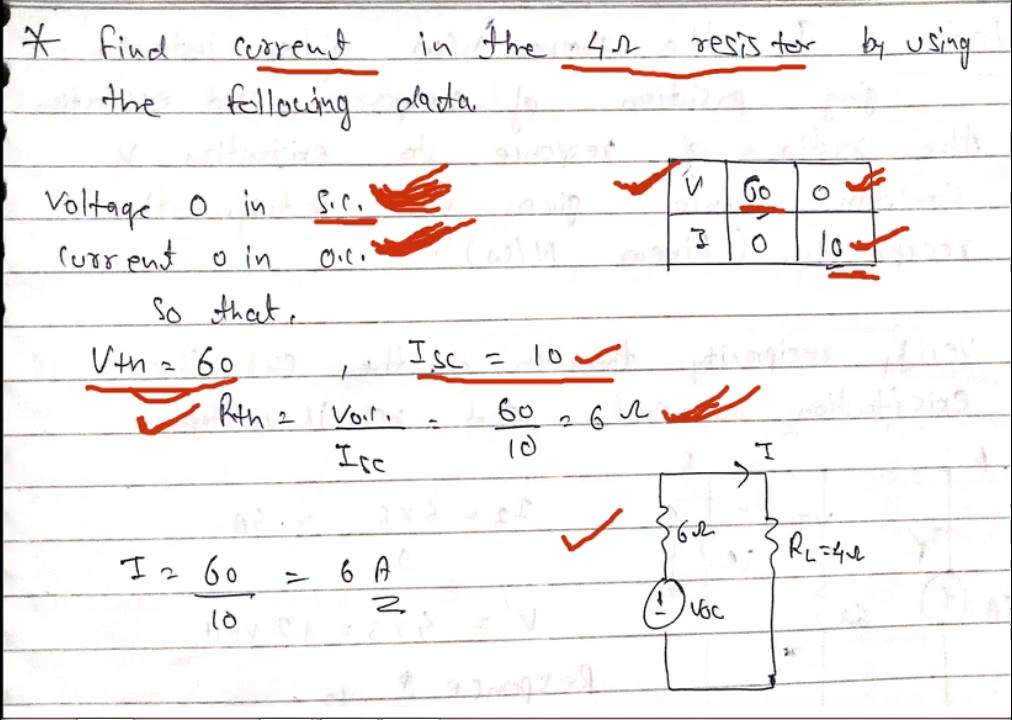 * find current in the 4Ω resistor by using
the following dada
Voltage 0 in S.C.
Current 0 in O.C.
V 60 0
I 0 10
So that,
Vth = 60 , Isc = 10
Rth = Vo.c. / Isc = 60 / 10 = 6 Ω
I
6Ω
RL = 4Ω
Voc
I = 60 / 10 = 6 A